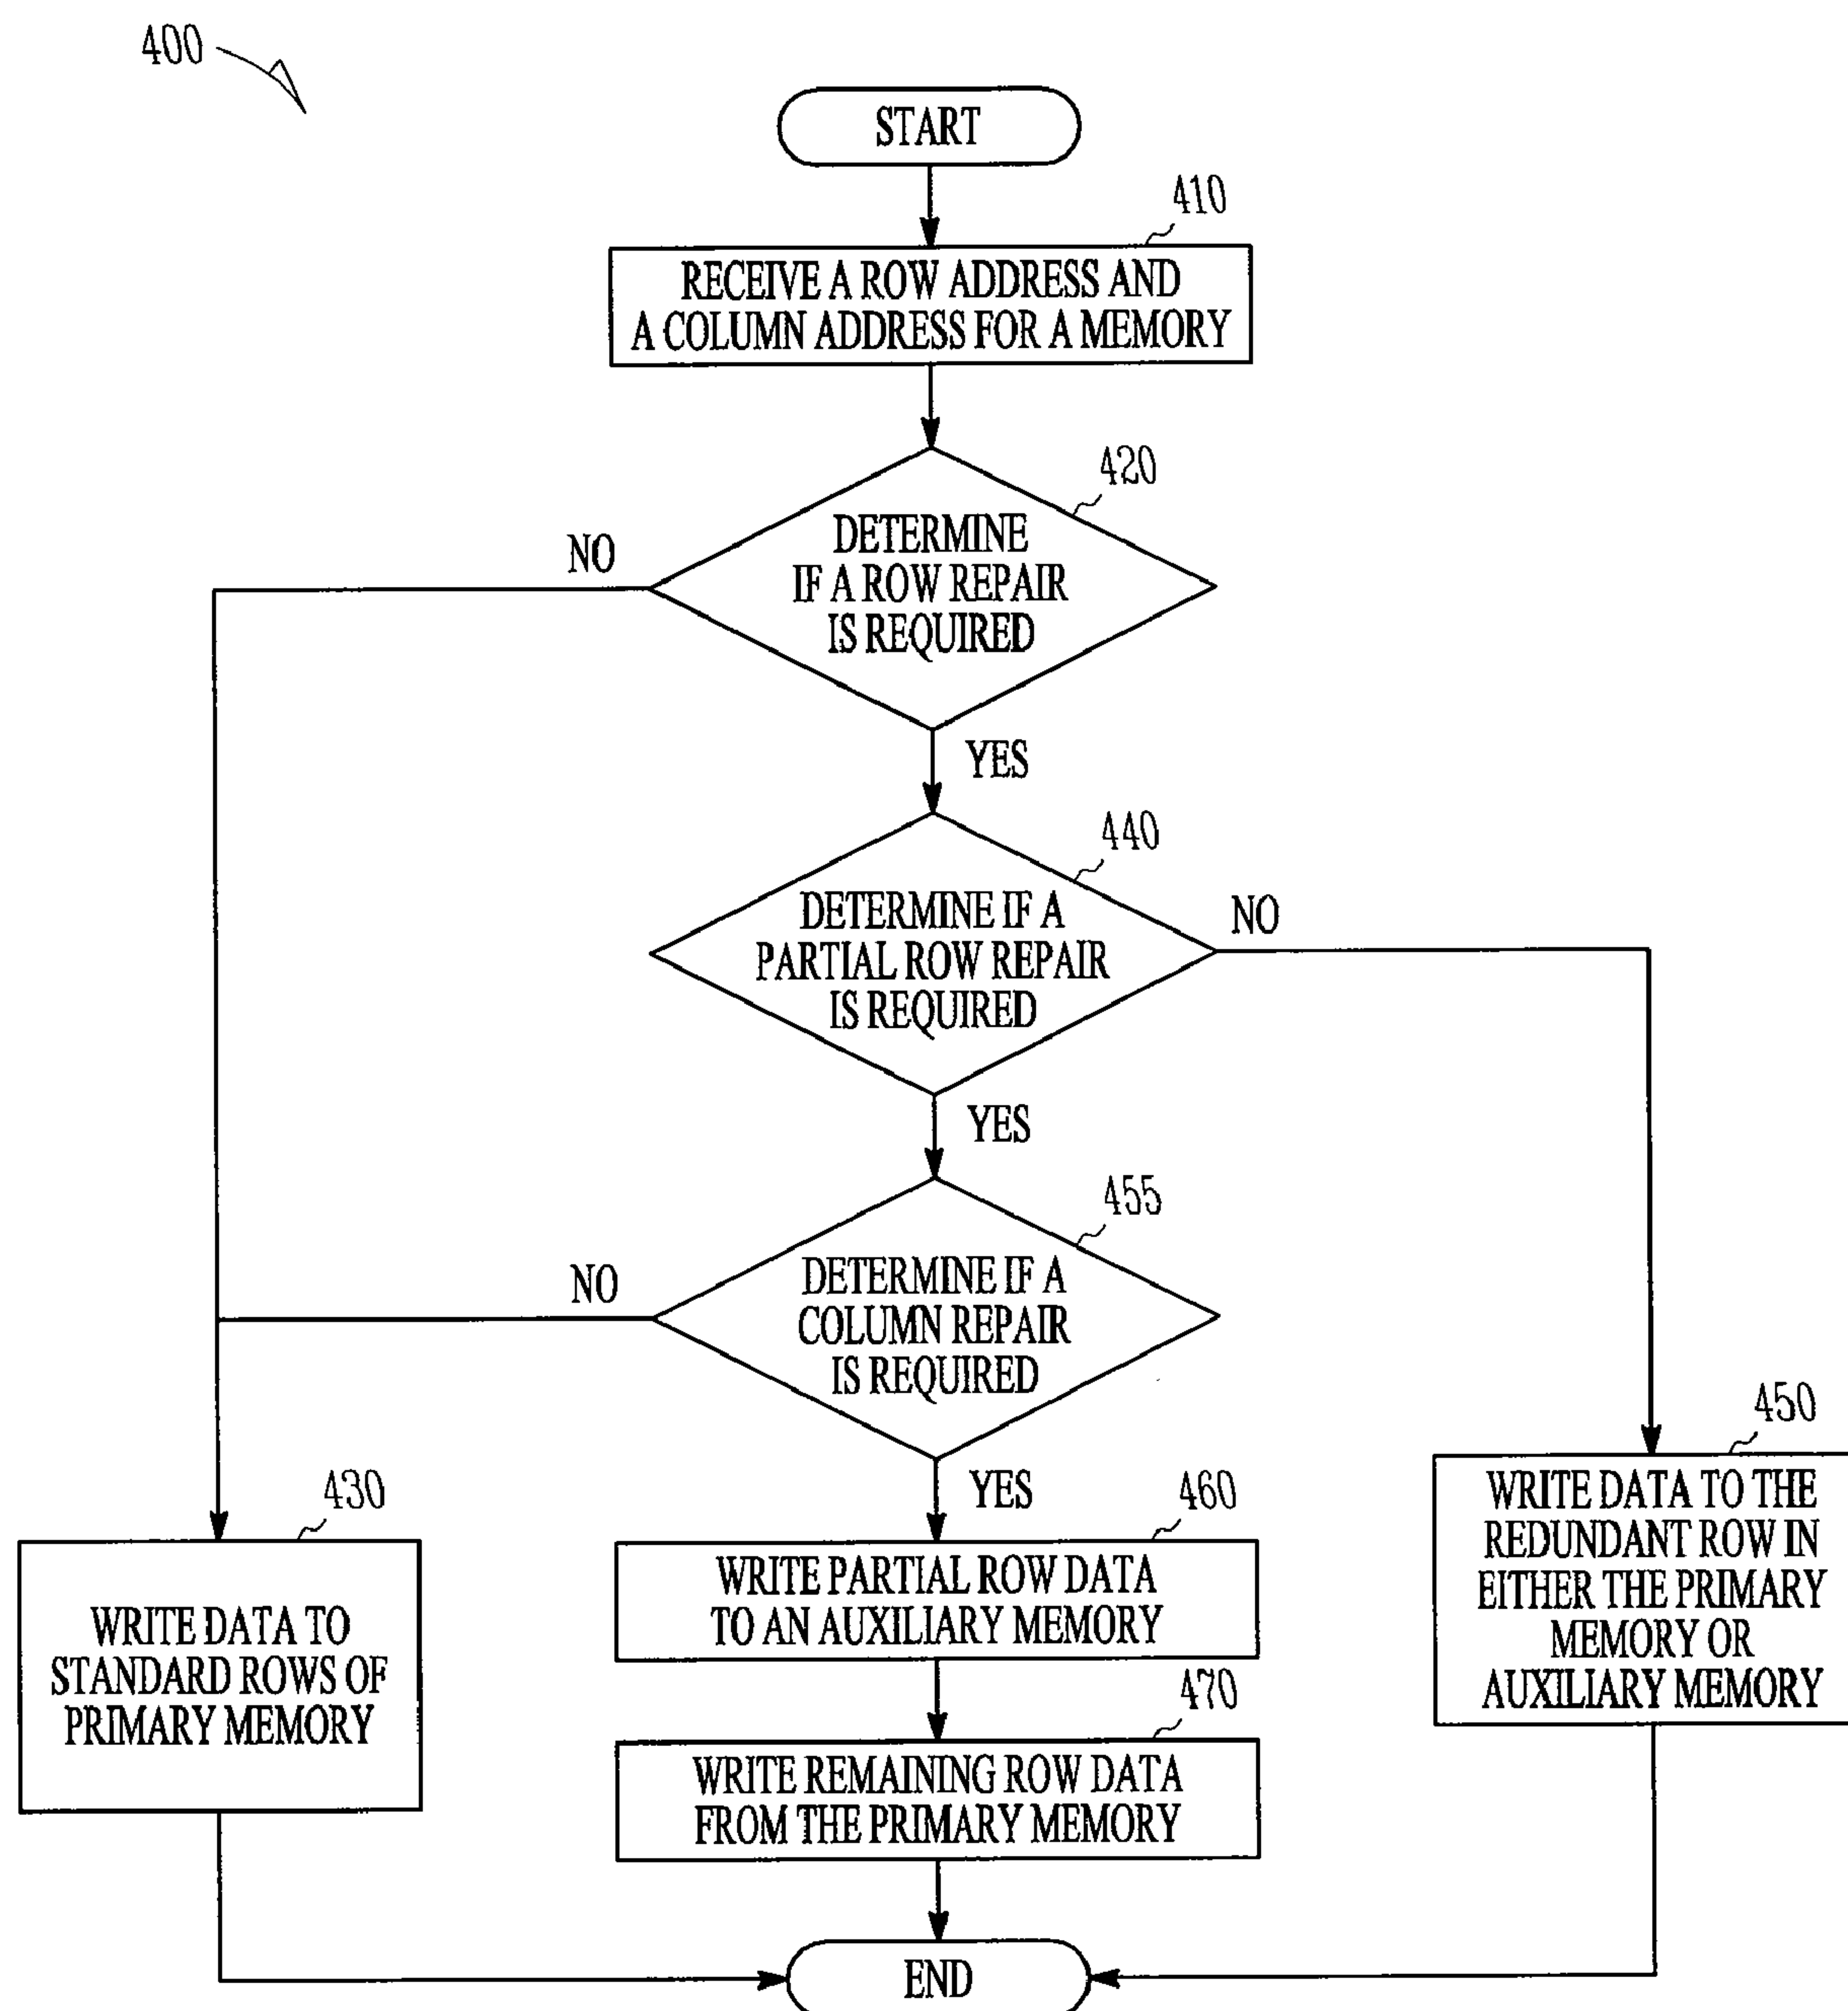 400
START
410
RECEIVE A ROW ADDRESS AND
A COLUMN ADDRESS FOR A MEMORY
420
DETERMINE
IF A ROW REPAIR
IS REQUIRED
NO
YES
440
DETERMINE IF A
PARTIAL ROW REPAIR
IS REQUIRED
NO
YES
455
DETERMINE IF A
COLUMN REPAIR
IS REQUIRED
NO
YES
430
WRITE DATA TO
STANDARD ROWS OF
PRIMARY MEMORY
460
WRITE PARTIAL ROW DATA
TO AN AUXILIARY MEMORY
470
WRITE REMAINING ROW DATA
FROM THE PRIMARY MEMORY
450
WRITE DATA TO THE
REDUNDANT ROW IN
EITHER THE PRIMARY
MEMORY OR
AUXILIARY MEMORY
END